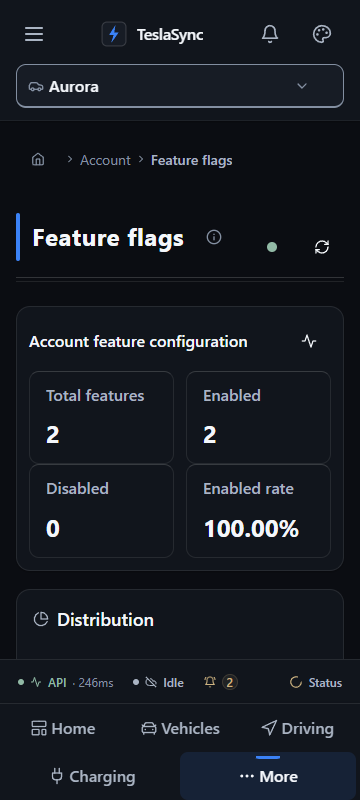 TeslaSync
Aurora
Account
Feature flags
Feature flags
Account feature configuration
Total features
2
Enabled
2
Disabled
0
Enabled rate
100.00%
Distribution
API · 246ms
Idle
2
Status
Home
Vehicles
Driving
Charging
More